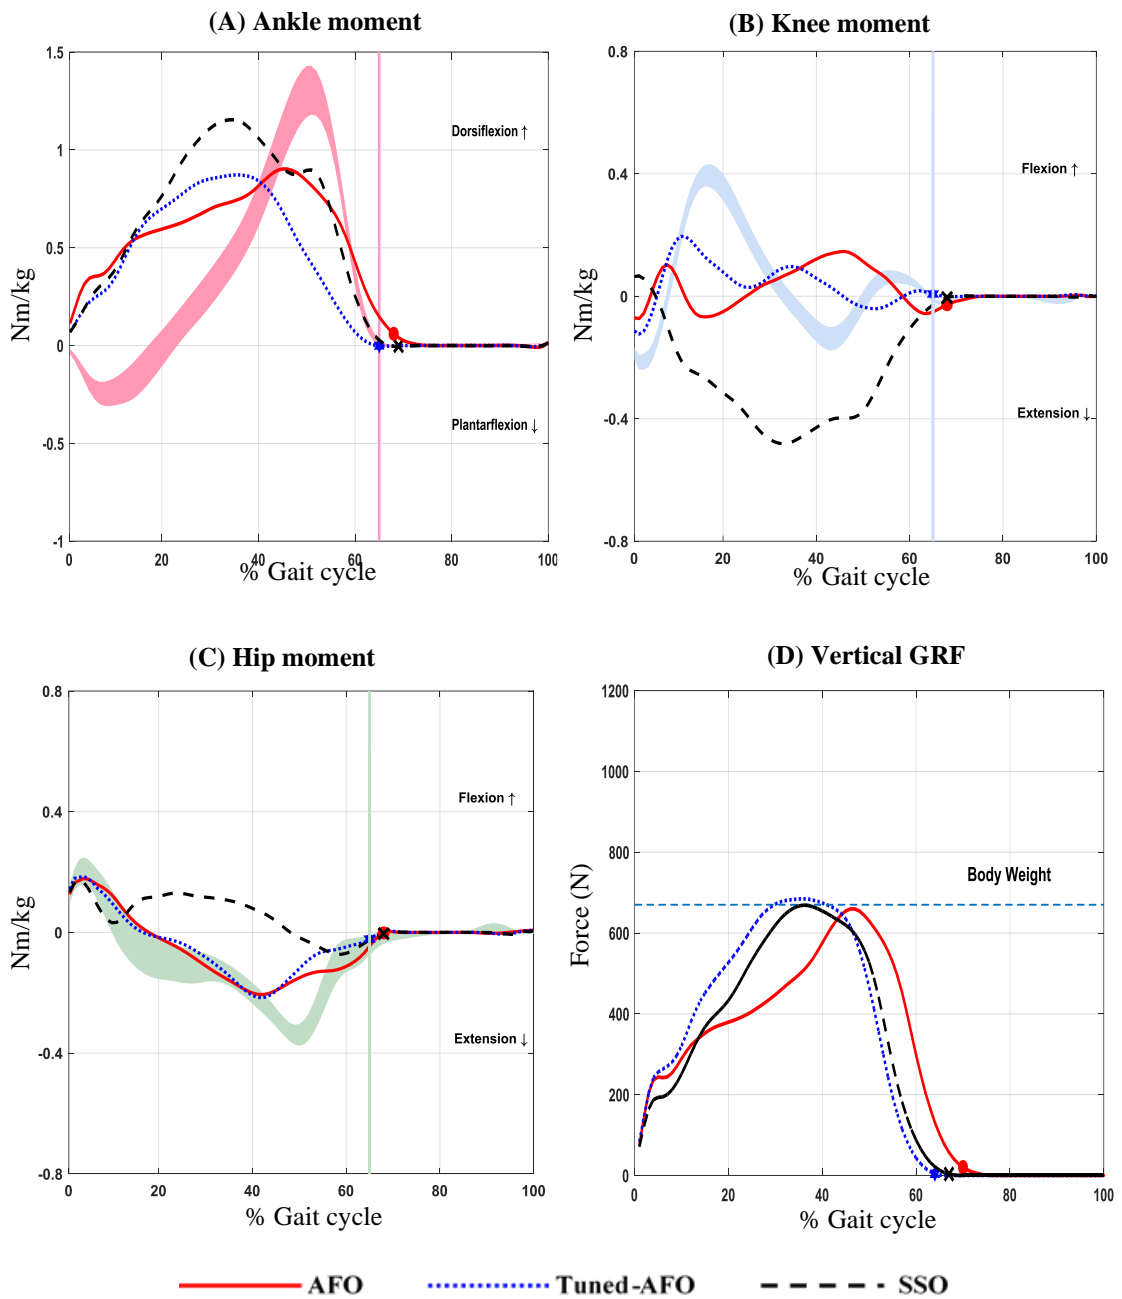 (A) Ankle moment
1.5
1
0.5
0
-0.5
-1
Nm/kg
Dorsiflexion ↑
Plantarflexion ↓
0 20 40 60 80 100
% Gait cycle
(B) Knee moment
0.8
0.4
0
-0.4
-0.8
Nm/kg
Flexion ↑
Extension ↓
0 20 40 60 80 100
% Gait cycle
(C) Hip moment
0.8
0.4
0
-0.4
-0.8
Nm/kg
Flexion ↑
Extension ↓
0 20 40 60 80 100
% Gait cycle
(D) Vertical GRF
1200
1000
800
600
400
200
0
Force (N)
Body Weight
0 20 40 60 80 100
% Gait cycle
AFO Tuned-AFO SSO